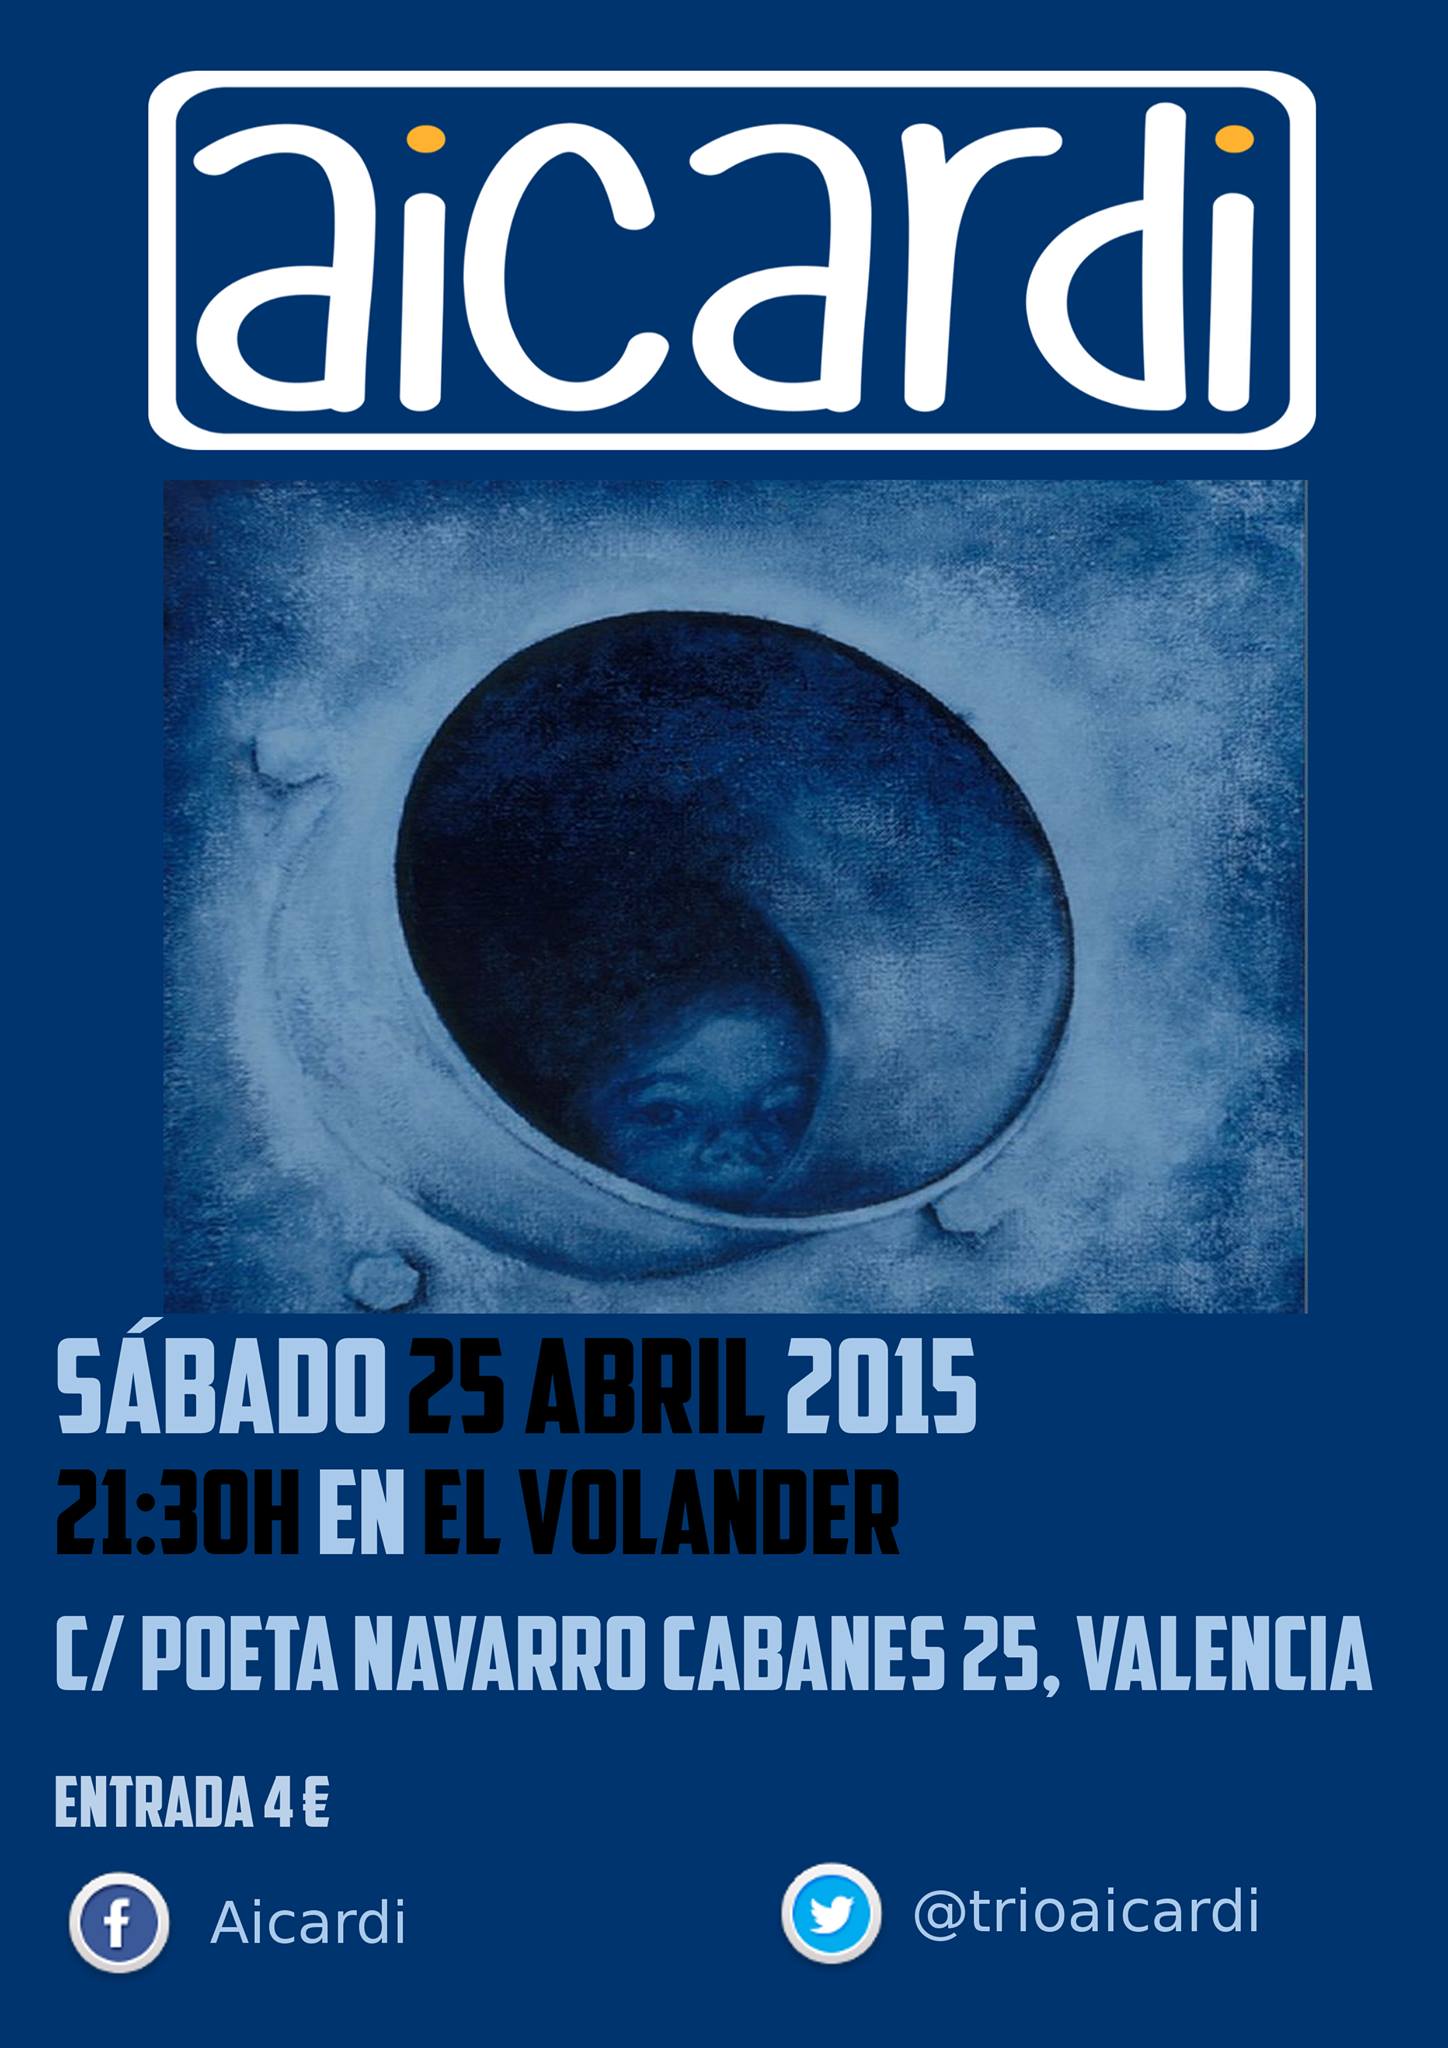 aicardi
SÁBADO 25 ABRIL 2015
21:30H EN EL VOLANDER
C/ POETA NAVARRO CABANES 25, VALENCIA
ENTRADA 4 €
f Aicardi
@trioaicardi